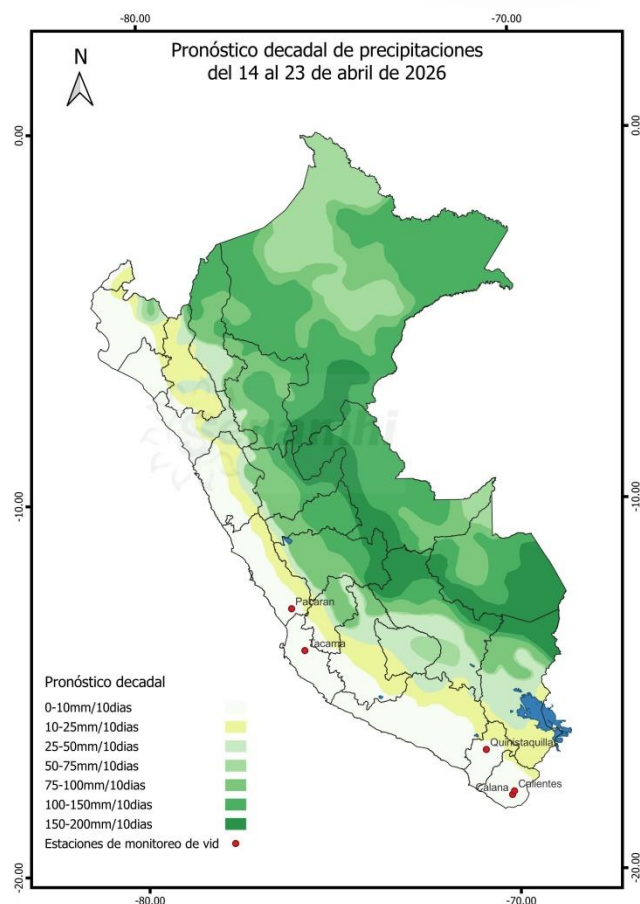 -80.00
-70.00
Pronóstico decadal de precipitaciones
del 14 al 23 de abril de 2026
N
0.00
0.00
Senamhi
-10.00
-10.00
Pacaran
Tacama
Quinistaquillas
Calientes
Calana
Pronóstico decadal
0-10mm/10dias
10-25mm/10dias
25-50mm/10dias
50-75mm/10dias
75-100mm/10dias
100-150mm/10dias
150-200mm/10dias
Estaciones de monitoreo de vid
-20.00
-20.00
-80.00
-70.00